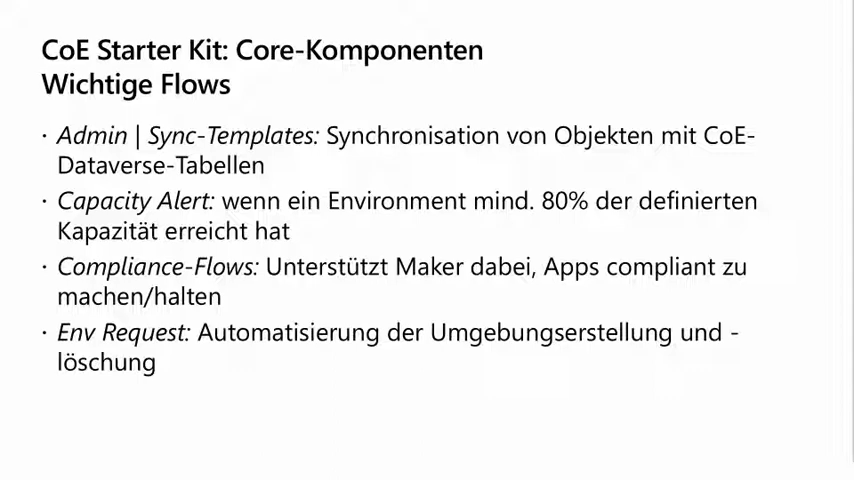 CoE Starter Kit: Core-Komponenten
Wichtige Flows
· Admin | Sync-Templates: Synchronisation von Objekten mit CoE-
Dataverse-Tabellen
· Capacity Alert: wenn ein Environment mind. 80% der definierten
Kapazität erreicht hat
· Compliance-Flows: Unterstützt Maker dabei, Apps compliant zu
machen/halten
· Env Request: Automatisierung der Umgebungserstellung und -
löschung